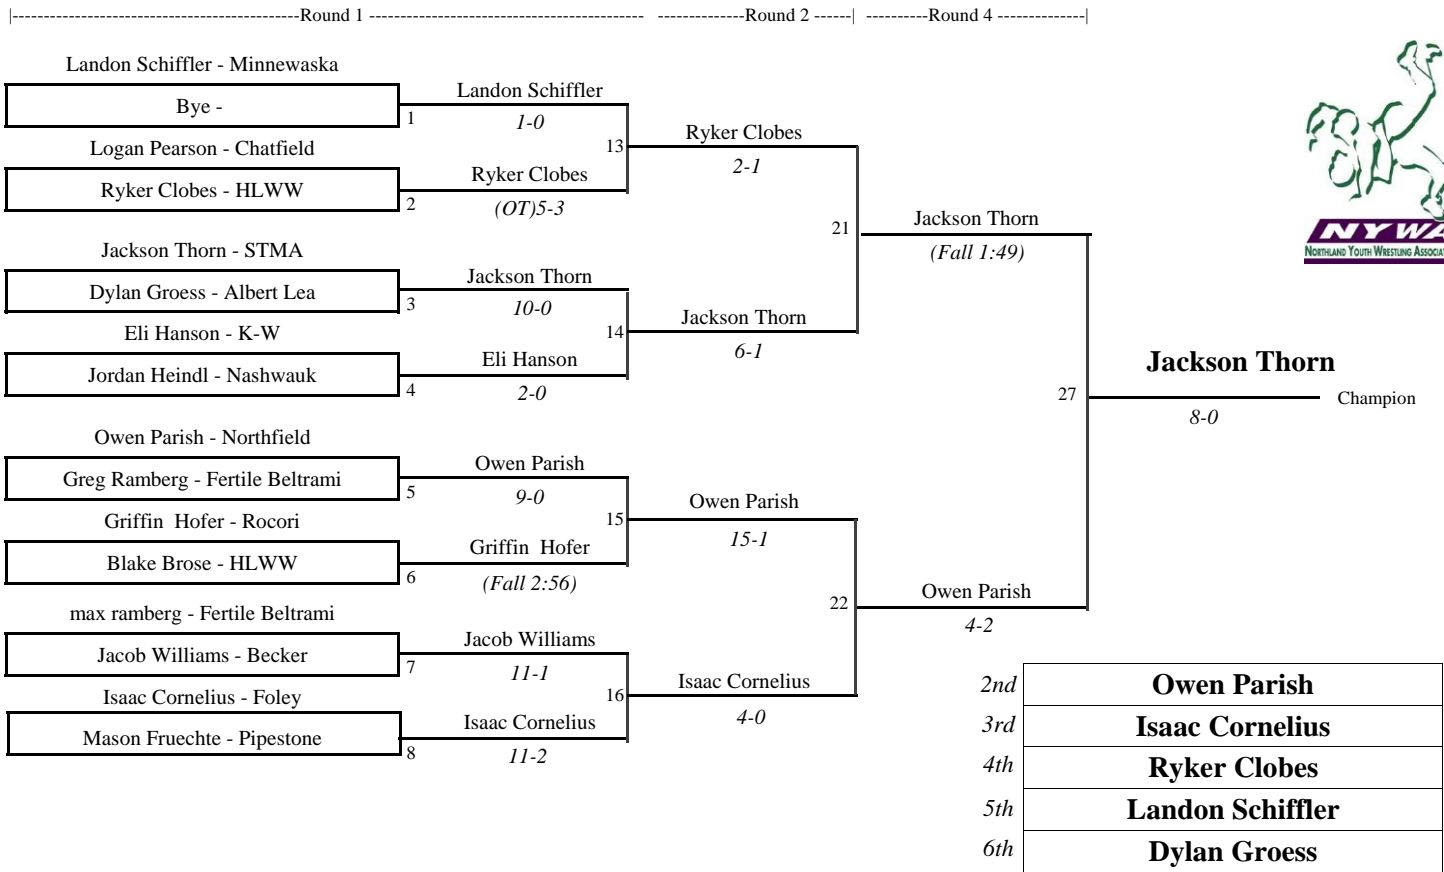 |--------------------------------------------Round 1 ------------------------------------------ -------------Round 2 ------| ----------Round 4 --------------|
Landon Schiffler - Minnewaska
Bye -
1
Landon Schiffler
1-0
Logan Pearson - Chatfield
Ryker Clobes - HLWW
2
Ryker Clobes
(OT)5-3
13
Ryker Clobes
2-1
Jackson Thorn - STMA
Dylan Groess - Albert Lea
3
Jackson Thorn
10-0
Eli Hanson - K-W
Jordan Heindl - Nashwauk
4
Eli Hanson
2-0
14
Jackson Thorn
6-1
21
Jackson Thorn
(Fall 1:49)
Owen Parish - Northfield
Greg Ramberg - Fertile Beltrami
5
Owen Parish
9-0
Griffin  Hofer - Rocori
Blake Brose - HLWW
6
Griffin  Hofer
(Fall 2:56)
15
Owen Parish
15-1
max ramberg - Fertile Beltrami
Jacob Williams - Becker
7
Jacob Williams
11-1
Isaac Cornelius - Foley
Mason Fruechte - Pipestone
8
Isaac Cornelius
11-2
16
Isaac Cornelius
4-0
22
Owen Parish
4-2
27
Jackson Thorn
8-0
Champion
NYWA
NORTHLAND YOUTH WRESTLING
2nd Owen Parish
3rd Isaac Cornelius
4th Ryker Clobes
5th Landon Schiffler
6th Dylan Groess